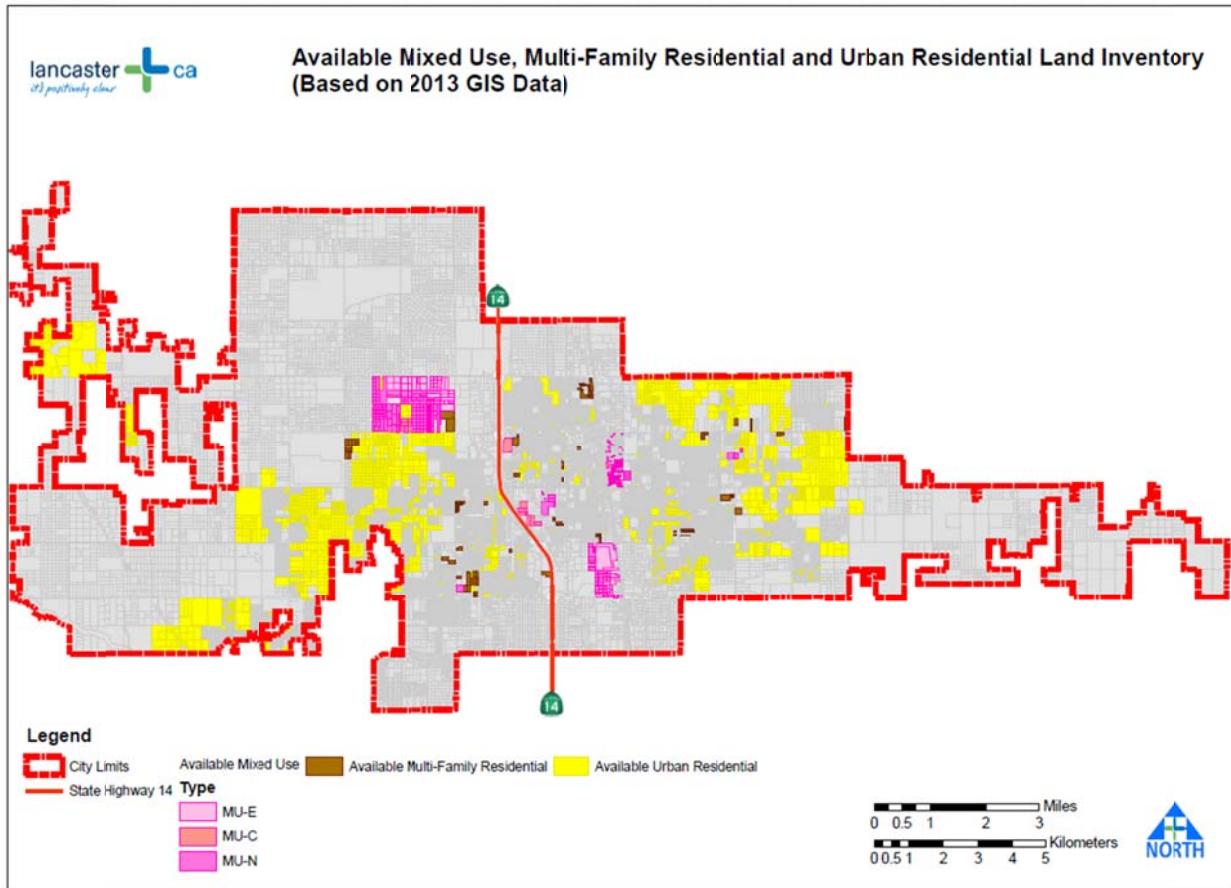 lancaster ca
it's positively clear
Available Mixed Use, Multi-Family Residential and Urban Residential Land Inventory
(Based on 2013 GIS Data)
14
14
Legend
City Limits
Available Mixed Use
Available Multi-Family Residential
Available Urban Residential
State Highway 14
Type
MU-E
MU-C
MU-N
Miles
0 0.5 1 2 3
Kilometers
0 0.5 1 2 3 4 5
NORTH